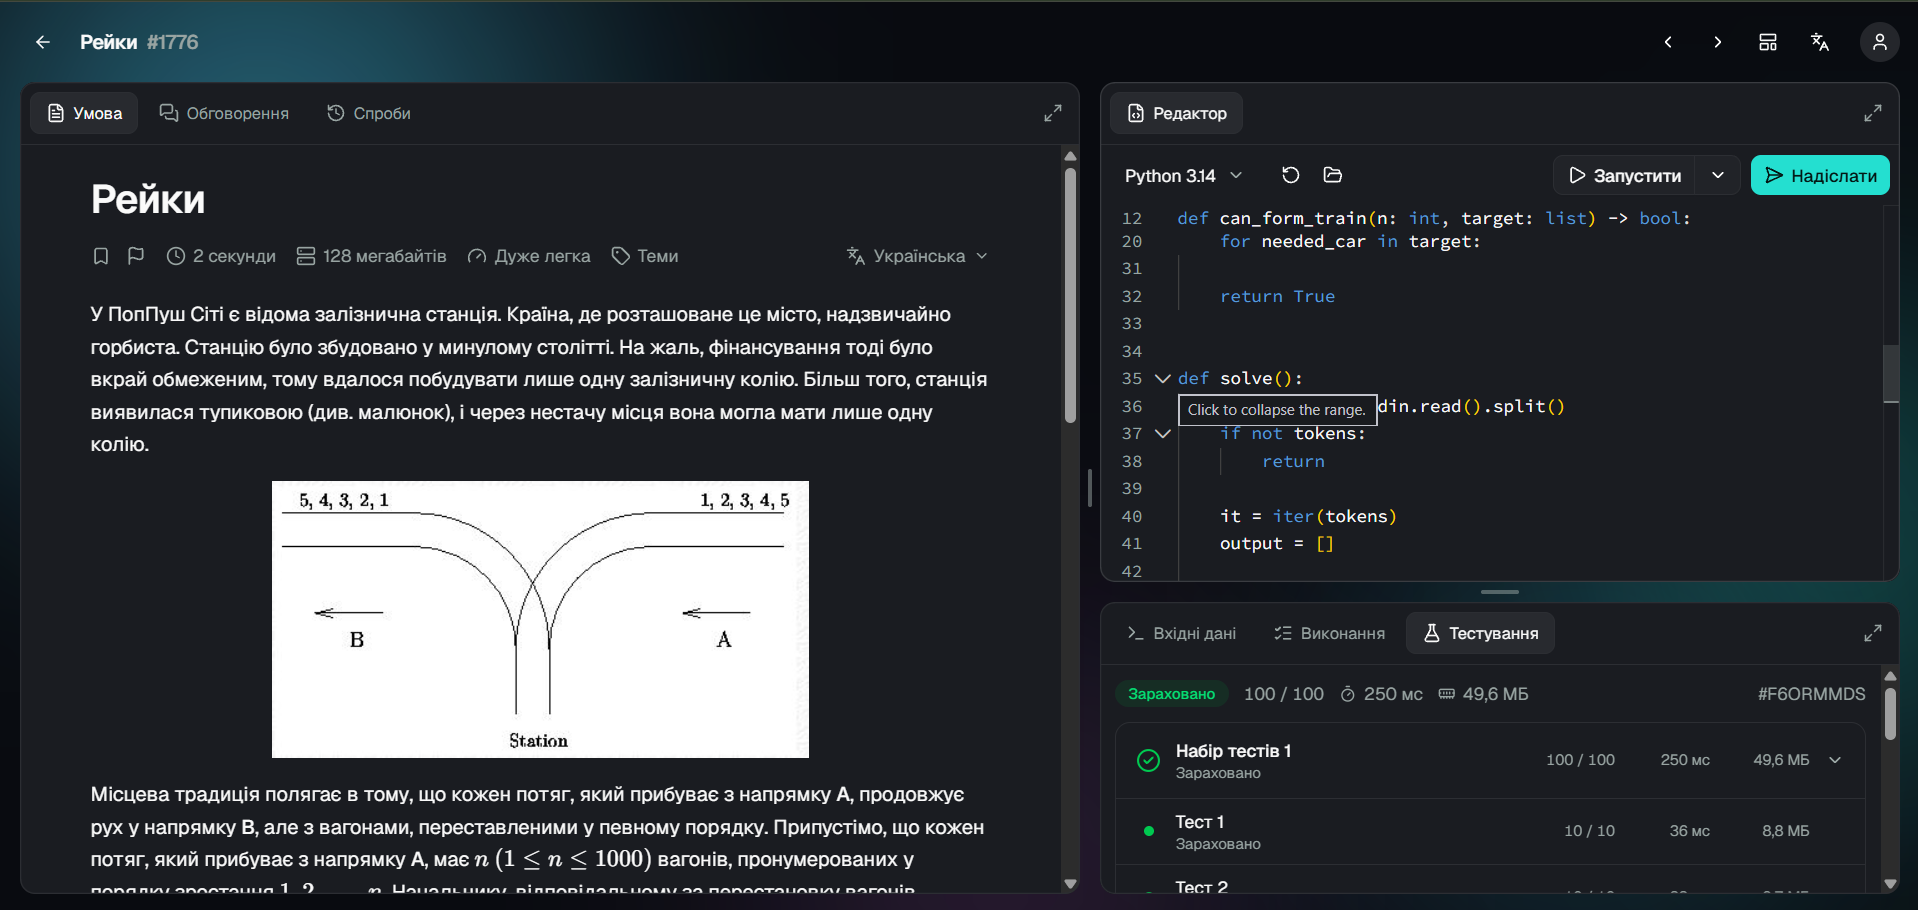 Рейки #1776
Умова
Обговорення
Спроби
Рейки
2 секунди
128 мегабайтів
Дуже легка
Теми
Українська
У ПопПуш Сіті є відома залізнична станція. Країна, де розташоване це місто, надзвичайно
горбиста. Станцію було збудовано у минулому столітті. На жаль, фінансування тоді було
вкрай обмеженим, тому вдалося побудувати лише одну залізничну колію. Більш того, станція
виявилася тупиковою (див. малюнок), і через нестачу місця вона могла мати лише одну
колію.
5, 4, 3, 2, 1
1, 2, 3, 4, 5
B
A
Station
Місцева традиція полягає в тому, що кожен потяг, який прибуває з напрямку A, продовжує
рух у напрямку B, але з вагонами, переставленими у певному порядку. Припустімо, що кожен
потяг, який прибуває з напрямку A, має n (1 ≤ n ≤ 1000) вагонів, пронумерованих у
порядку зростання 1, 2, ..., n. Начальнику, відповідальному за перестановку вагонів,
Редактор
Python 3.14
Запустити
Надіслати
12 def can_form_train(n: int, target: list) -> bool:
20 for needed_car in target:
31
32 return True
33
34
35 def solve():
36 din.read().split()
Click to collapse the range.
37 if not tokens:
38 return
39
40 it = iter(tokens)
41 output = []
42
Вхідні дані
Виконання
Тестування
Зараховано 100 / 100 250 мс 49,6 МБ #F6ORMMDS
Набір тестів 1
Зараховано
100 / 100 250 мс 49,6 МБ
Тест 1
Зараховано
10 / 10 36 мс 8,8 МБ
Тест 2